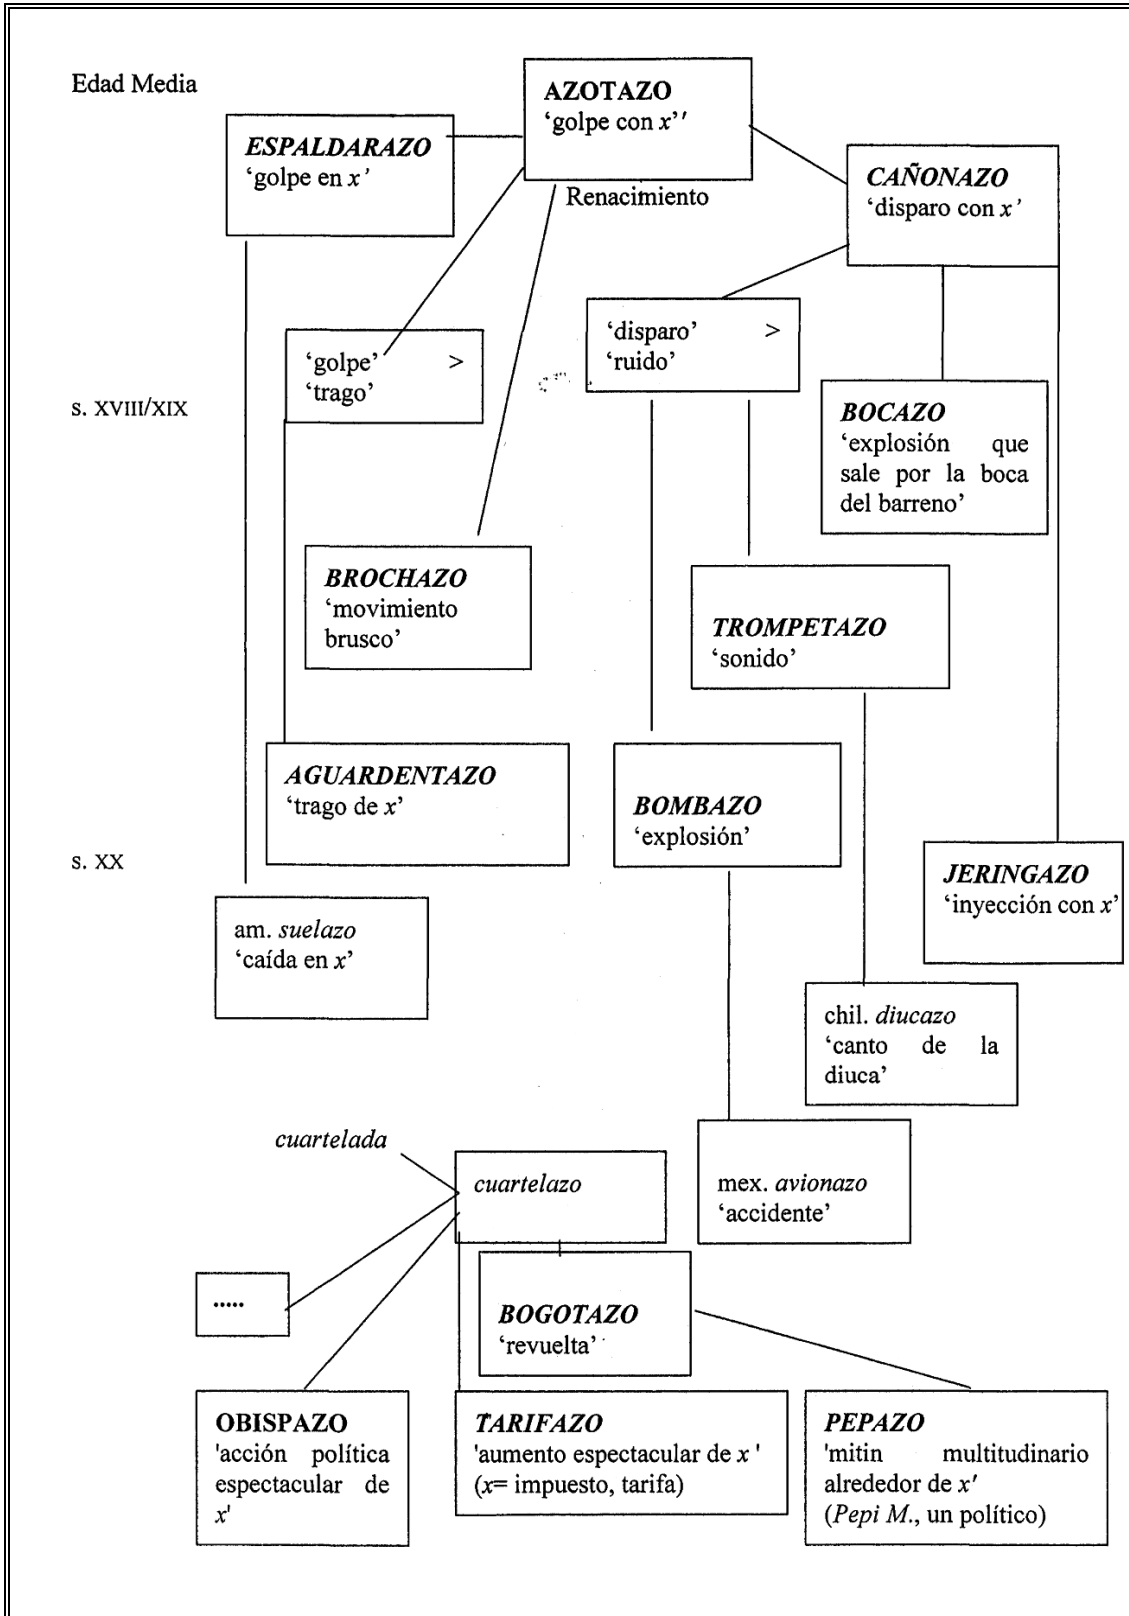 Edad Media
AZOTAZO
‘golpe con x’'
ESPALDARAZO
‘golpe en x’
CAÑONAZO
‘disparo con x’
Renacimiento
‘golpe’ >
‘trago’
‘disparo’ >
‘ruido’
s. XVIII/XIX
BOCAZO
‘explosión que
sale por la boca
del barreno’
BROCHAZO
‘movimiento
brusco’
TROMPETAZO
‘sonido’
AGUARDENTAZO
‘trago de x’
BOMBAZO
‘explosión’
s. XX
JERINGAZO
‘inyección con x’
am. suelazo
‘caída en x’
chil. diucazo
‘canto de la
diuca’
cuartelada
cuartelazo
mex. avionazo
‘accidente’
.....
BOGOTAZO
‘revuelta’
OBISPAZO
'acción política
espectacular de
x'
TARIFAZO
'aumento espectacular de x '
(x= impuesto, tarifa)
PEPAZO
'mitin multitudinario
alrededor de x'
(Pepi M., un político)